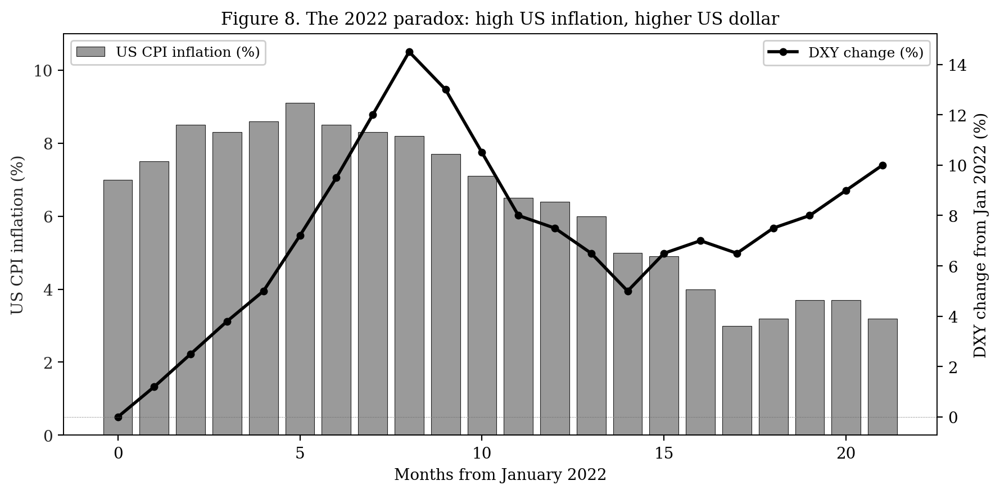 Figure 8. The 2022 paradox: high US inflation, higher US dollar
US CPI inflation (%)
DXY change (%)
US CPI inflation (%)
10
8
6
4
2
0
14
12
10
8
6
4
2
0
DXY change from Jan 2022 (%)
0 5 10 15 20
Months from January 2022